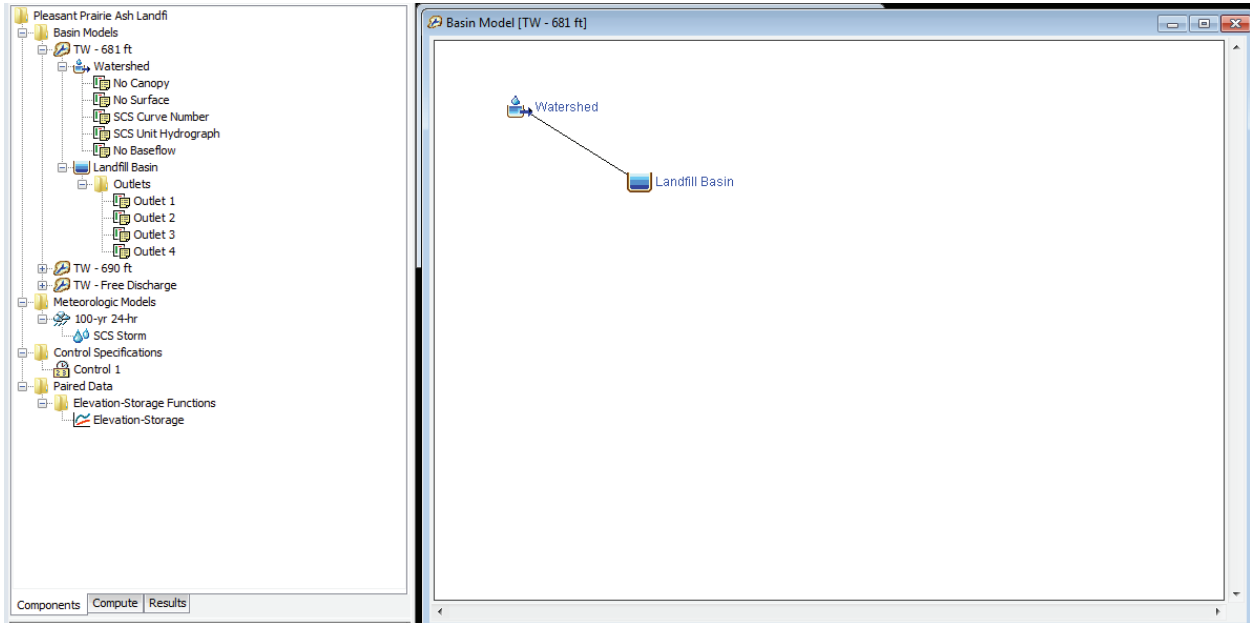 Pleasant Prairie Ash Landfi
Basin Models
TW - 681 ft
Watershed
No Canopy
No Surface
SCS Curve Number
SCS Unit Hydrograph
No Baseflow
Landfill Basin
Outlets
Outlet 1
Outlet 2
Outlet 3
Outlet 4
TW - 690 ft
TW - Free Discharge
Meteorologic Models
100-yr 24-hr
SCS Storm
Control Specifications
Control 1
Paired Data
Elevation-Storage Functions
Elevation-Storage
Components Compute Results
Basin Model [TW - 681 ft]
Watershed
Landfill Basin